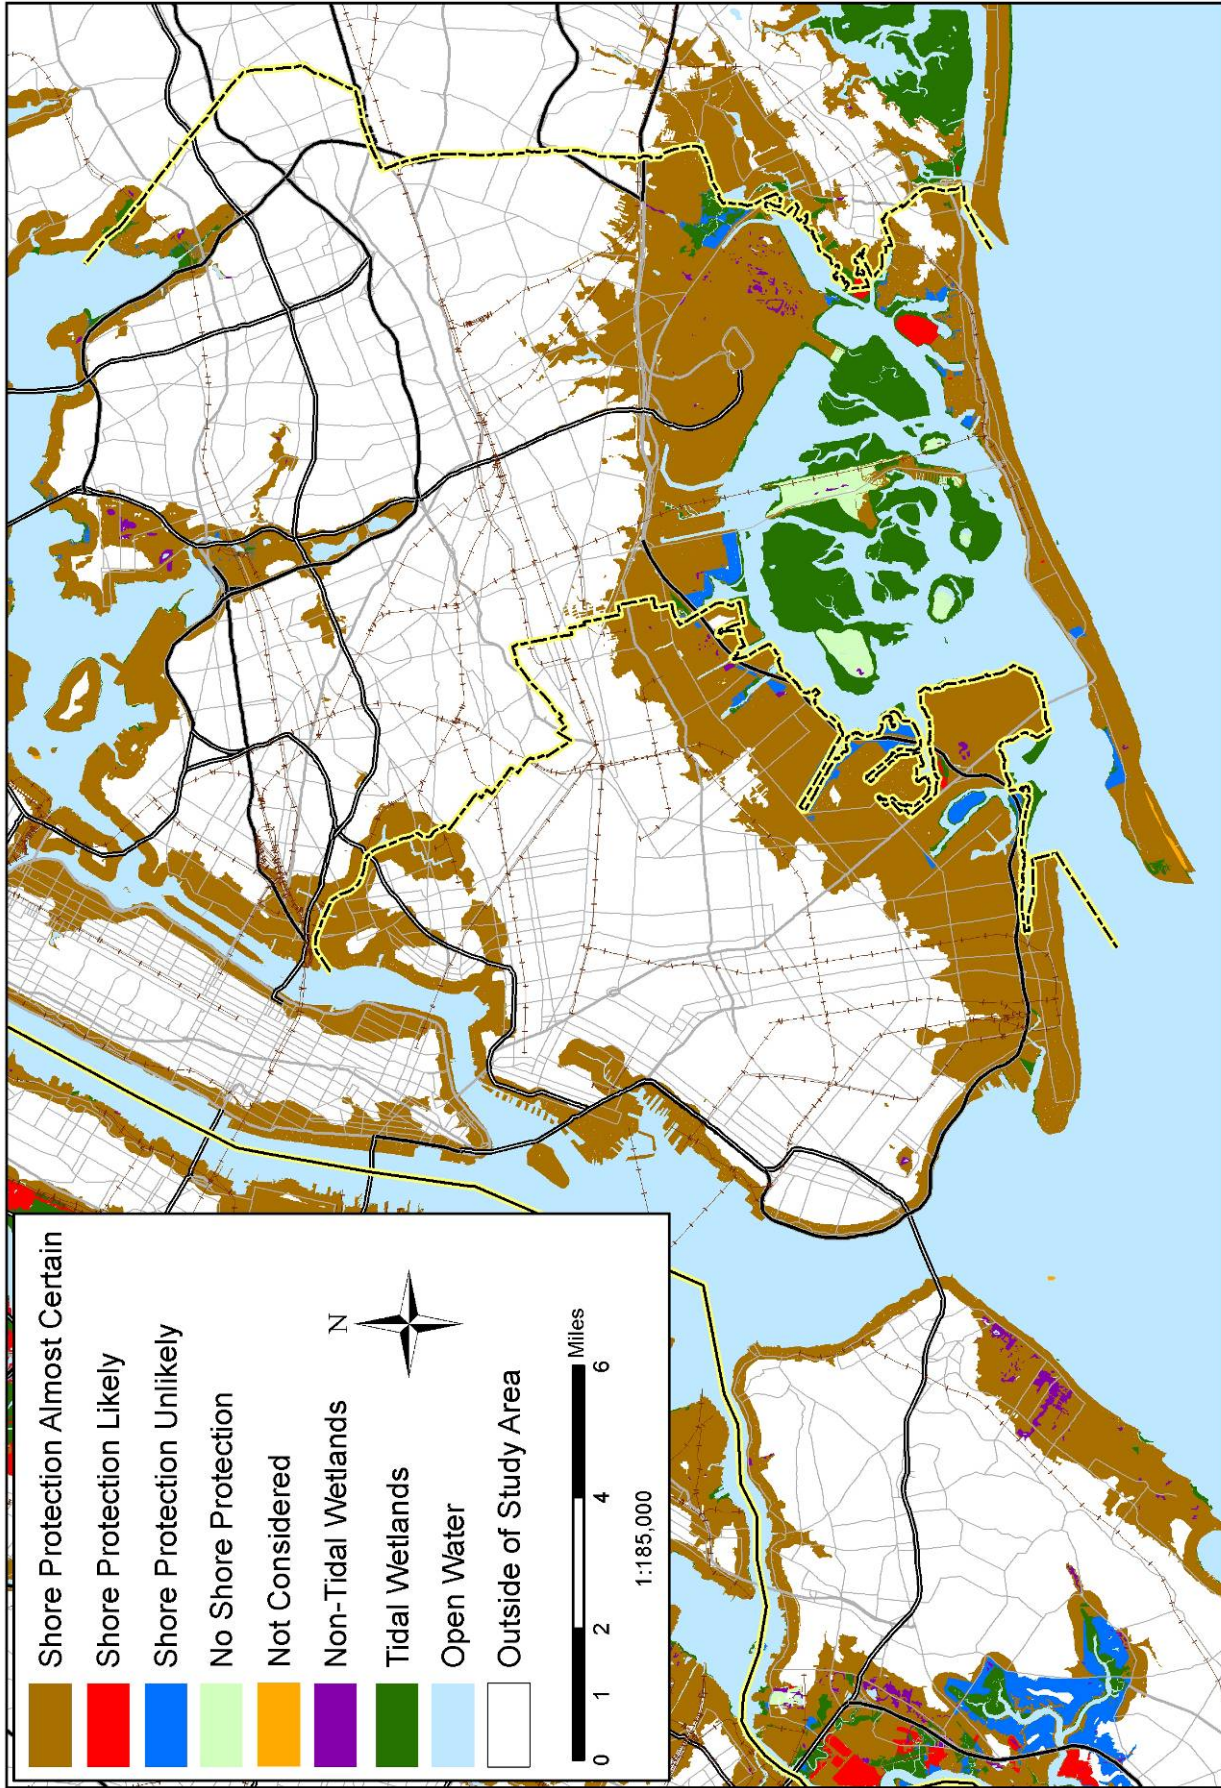 Shore Protection Almost Certain
Shore Protection Likely
Shore Protection Unlikely
No Shore Protection
Not Considered
Non-Tidal Wetlands
Tidal Wetlands
Open Water
Outside of Study Area
N
0 1 2 4 6 Miles
1:185,000